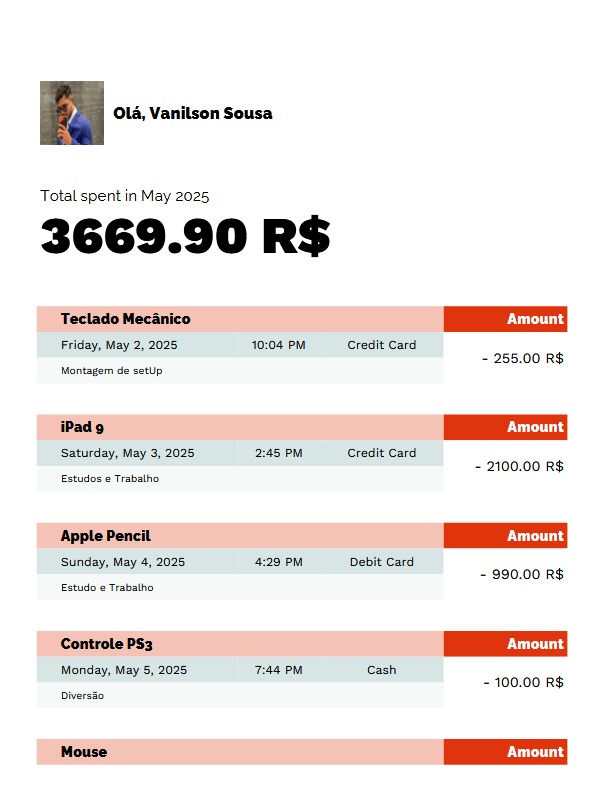 Olá, Vanilson Sousa
Total spent in May 2025
3669.90 R$
Teclado Mecânico Amount
Friday, May 2, 2025 10:04 PM Credit Card
- 255.00 R$
Montagem de setUp
iPad 9 Amount
Saturday, May 3, 2025 2:45 PM Credit Card
- 2100.00 R$
Estudos e Trabalho
Apple Pencil Amount
Sunday, May 4, 2025 4:29 PM Debit Card
- 990.00 R$
Estudo e Trabalho
Controle PS3 Amount
Monday, May 5, 2025 7:44 PM Cash
- 100.00 R$
Diversão
Mouse Amount